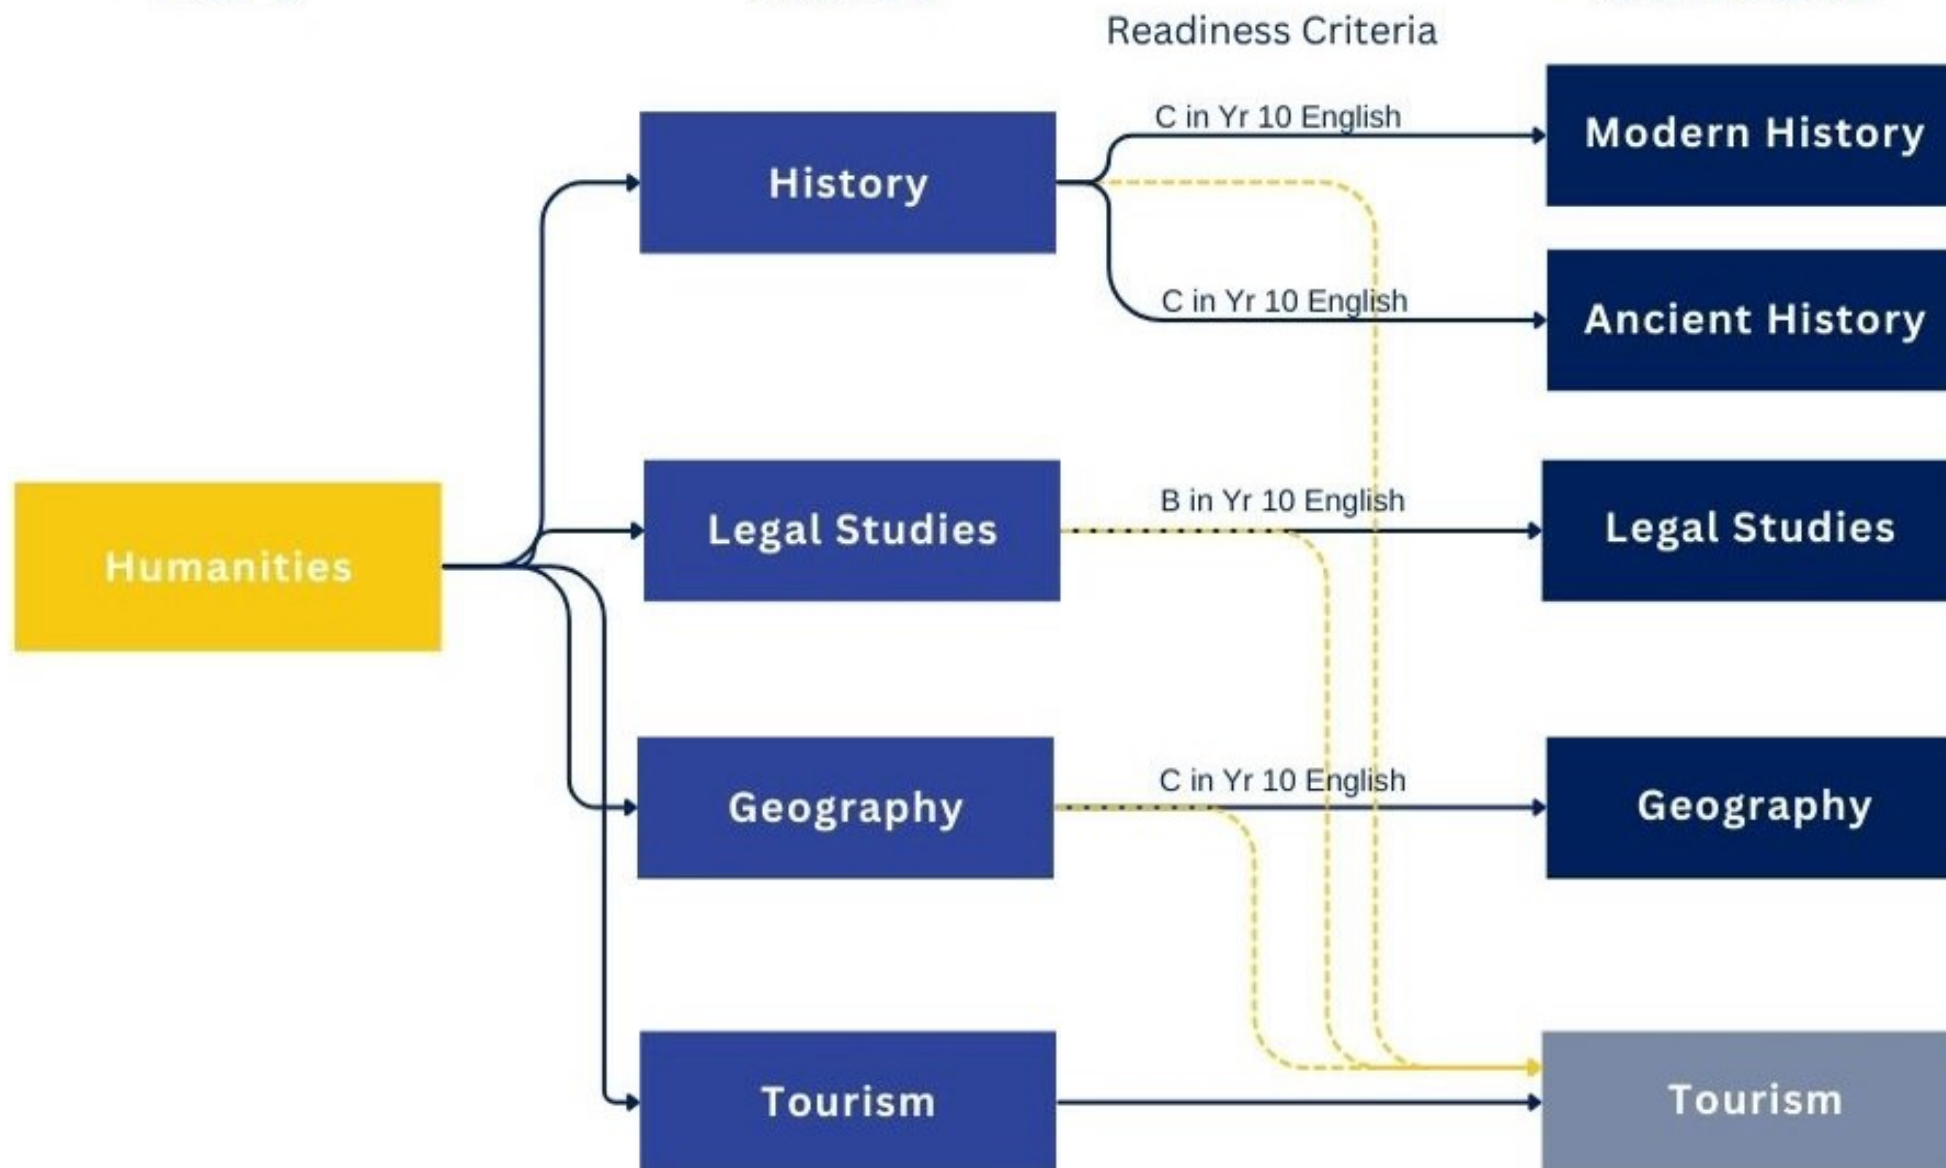 Readiness Criteria
C in Yr 10 English
Modern History
History
C in Yr 10 English
Ancient History
B in Yr 10 English
Legal Studies
Legal Studies
Humanities
C in Yr 10 English
Geography
Geography
Tourism
Tourism